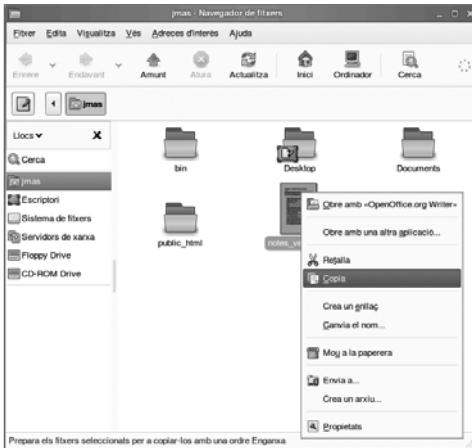 jmas - Navegador de fitxers
Fitxer Edita Visualitza Vés Adreces d'interés Ajuda
Enrere Endavant Amunt Atura Actualitza Inici Ordinador Cerca
jmas
Llocs
Cerca
jmas
Escriptori
Sistema de fitxers
Servidors de xarxa
Floppy Drive
CD-ROM Drive
bin
Desktop
Documents
public_html
Obre amb «OpenOffice.org Writer»
Obre amb una altra aplicació...
Retalla
Copia
Crea un enllaç
Canvia el nom...
Mou a la paperera
Envia a...
Crea un arxiu...
Propietats
Prepara els fitxers seleccionats per a copiar-los amb una ordre Enganxa